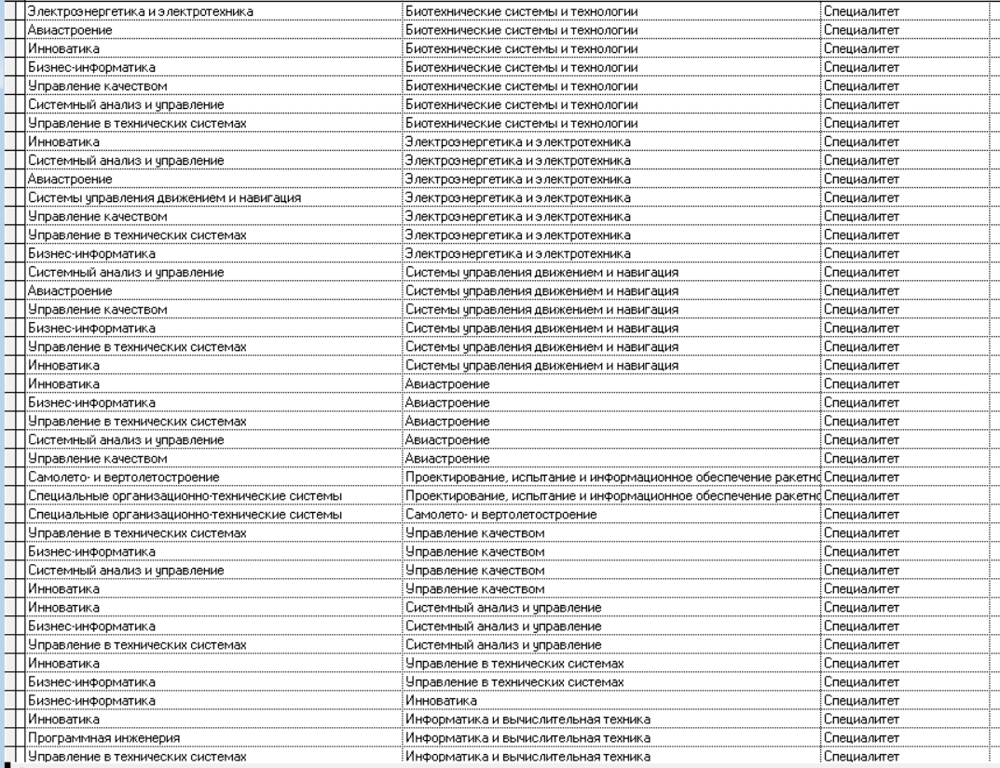 Электроэнергетика и электротехника Биотехнические системы и технологии Специалитет
Авиастроение Биотехнические системы и технологии Специалитет
Инноватика Биотехнические системы и технологии Специалитет
Бизнес-информатика Биотехнические системы и технологии Специалитет
Управление качеством Биотехнические системы и технологии Специалитет
Системный анализ и управление Биотехнические системы и технологии Специалитет
Управление в технических системах Биотехнические системы и технологии Специалитет
Инноватика Электроэнергетика и электротехника Специалитет
Системный анализ и управление Электроэнергетика и электротехника Специалитет
Авиастроение Электроэнергетика и электротехника Специалитет
Системы управления движением и навигация Электроэнергетика и электротехника Специалитет
Управление качеством Электроэнергетика и электротехника Специалитет
Управление в технических системах Электроэнергетика и электротехника Специалитет
Бизнес-информатика Электроэнергетика и электротехника Специалитет
Системный анализ и управление Системы управления движением и навигация Специалитет
Авиастроение Системы управления движением и навигация Специалитет
Управление качеством Системы управления движением и навигация Специалитет
Бизнес-информатика Системы управления движением и навигация Специалитет
Управление в технических системах Системы управления движением и навигация Специалитет
Инноватика Системы управления движением и навигация Специалитет
Инноватика Авиастроение Специалитет
Бизнес-информатика Авиастроение Специалитет
Управление в технических системах Авиастроение Специалитет
Системный анализ и управление Авиастроение Специалитет
Управление качеством Авиастроение Специалитет
Самолето- и вертолетостроение Проектирование, испытание и информационное обеспечение ракетно Специалитет
Специальные организационно-технические системы Проектирование, испытание и информационное обеспечение ракетно Специалитет
Специальные организационно-технические системы Самолето- и вертолетостроение Специалитет
Управление в технических системах Управление качеством Специалитет
Бизнес-информатика Управление качеством Специалитет
Системный анализ и управление Управление качеством Специалитет
Инноватика Управление качеством Специалитет
Инноватика Системный анализ и управление Специалитет
Бизнес-информатика Системный анализ и управление Специалитет
Управление в технических системах Системный анализ и управление Специалитет
Инноватика Управление в технических системах Специалитет
Бизнес-информатика Управление в технических системах Специалитет
Бизнес-информатика Инноватика Специалитет
Инноватика Информатика и вычислительная техника Специалитет
Программная инженерия Информатика и вычислительная техника Специалитет
Управление в технических системах Информатика и вычислительная техника Специалитет